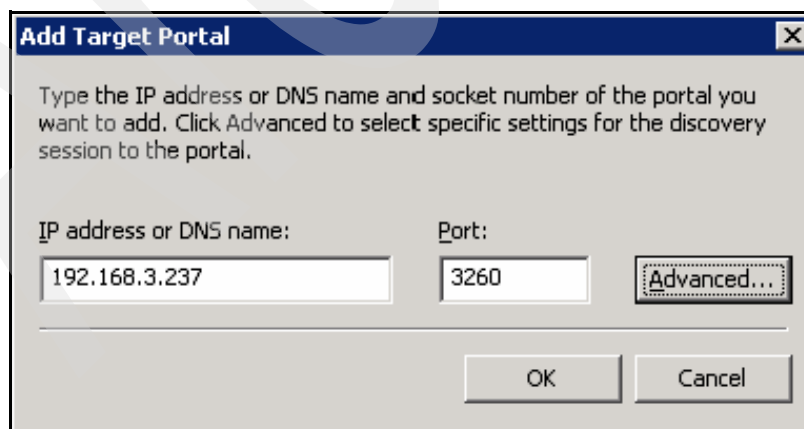 Add Target Portal
Type the IP address or DNS name and socket number of the portal you
want to add. Click Advanced to select specific settings for the discovery
session to the portal.
IP address or DNS name: Port:
192.168.3.237 3260 Advanced...
OK Cancel